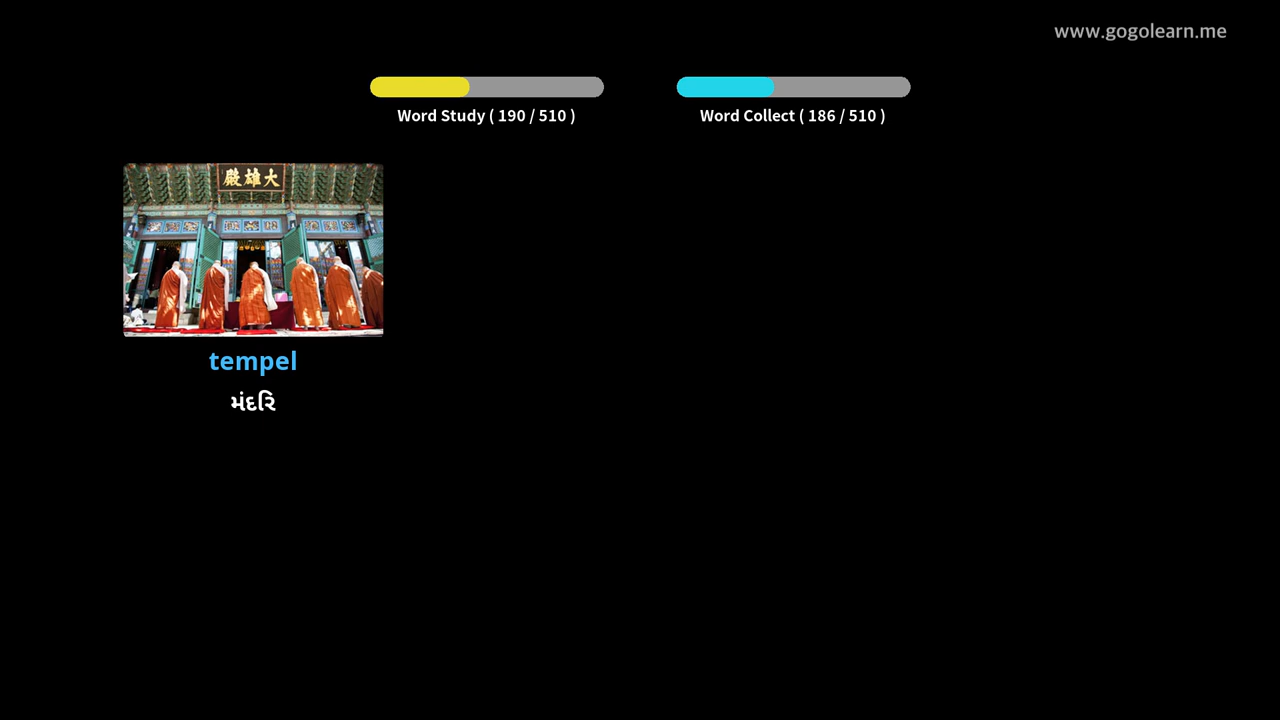 www.gogolearn.me
Word Study ( 190 / 510 )
Word Collect ( 186 / 510 )
大雄殿
tempel
મંદિર